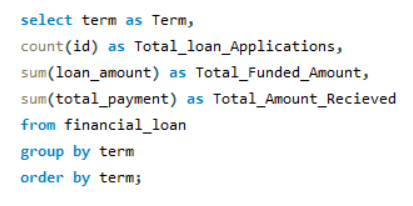 select term as Term,
count(id) as Total_loan_Applications,
sum(loan_amount) as Total_Funded_Amount,
sum(total_payment) as Total_Amount_Recieved
from financial_loan
group by term
order by term;